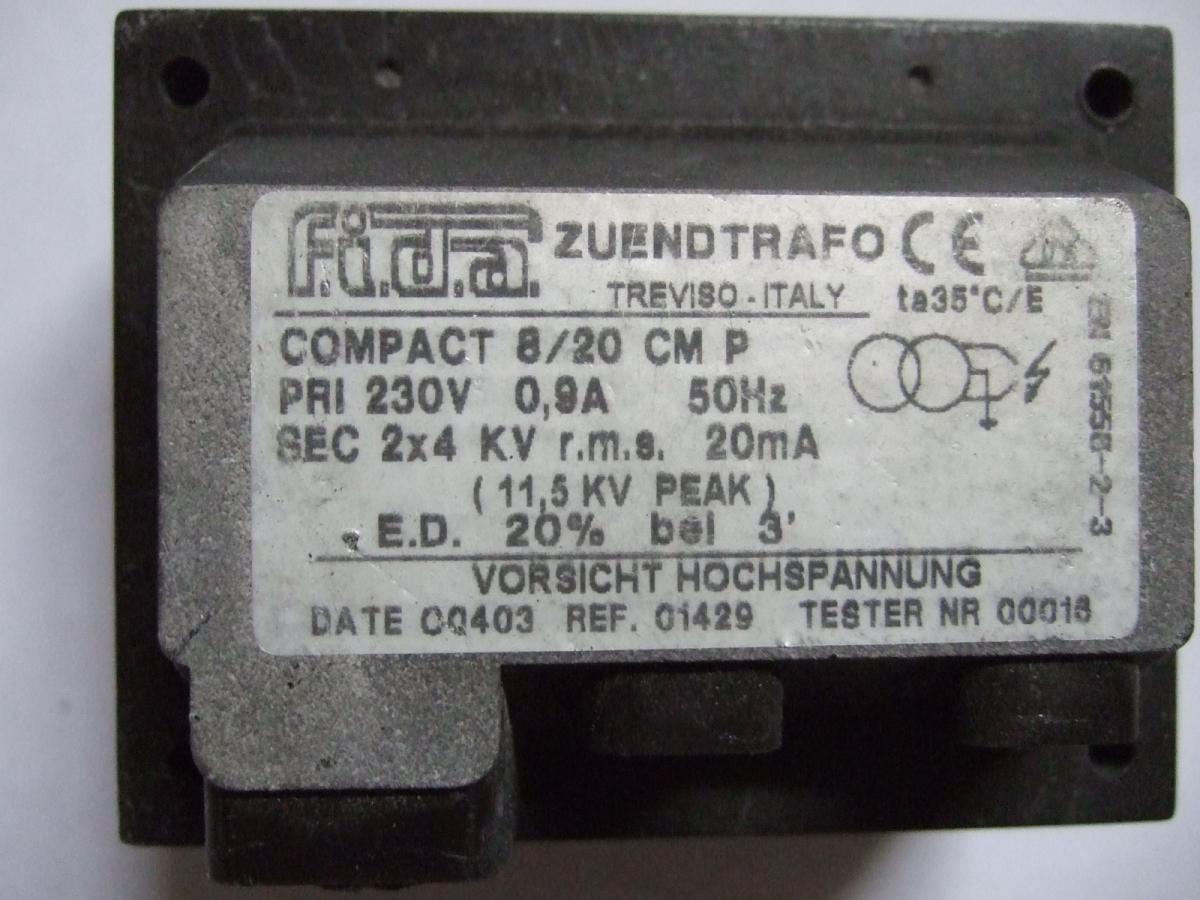 f.i.d.a. ZUENDTRAFO CE
TREVISO - ITALY ta35°C/E
COMPACT 8/20 CM P
PRI 230V 0,9A 50Hz
SEC 2x4 KV r.m.s. 20mA
( 11,5 KV PEAK )
E.D. 20% bei 3'
VORSICHT HOCHSPANNUNG
DATE 00403 REF. 01429 TESTER NR 00016
EN 61558-2-3